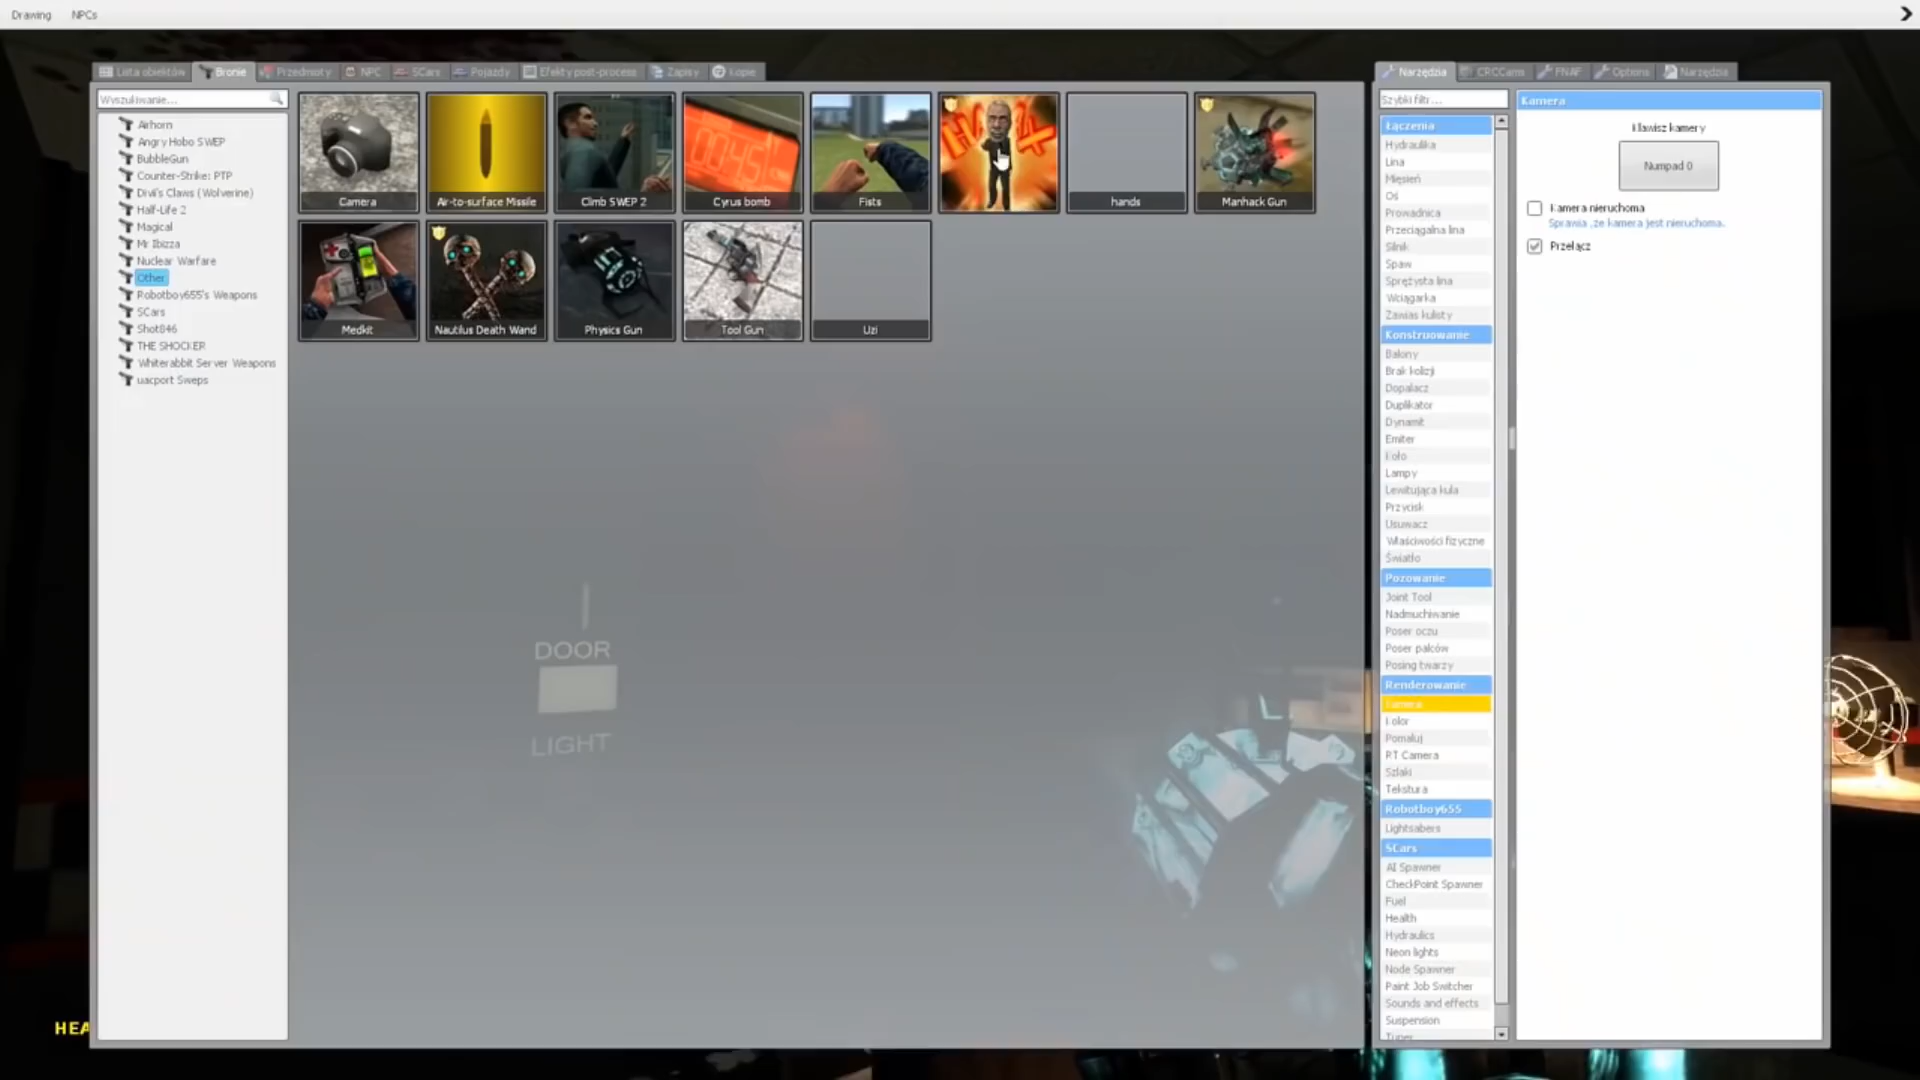 Drawing NPCs
Lista obiektów Bronie Przedmioty NPC SCars Pojazdy Efekty post-process Zapisy Kopie
Wyszukiwanie...
Airhorn
Angry Hobo SWEP
BubbleGun
Counter-Strike: PTP
Divil's Claws (Wolverine)
Half-Life 2
Magical
Mr Ibizza
Nuclear Warfare
Other
Robotboy655's Weapons
SCars
Shot846
THE SHOCKER
Whiterabbit Server Weapons
uacport Sweps
Camera
Air-to-surface Missile
Climb SWEP 2
Cyrus bomb
Fists
hands
Manhack Gun
Medkit
Nautilus Death Wand
Physics Gun
Tool Gun
Uzi
DOOR
LIGHT
HEA
Narzędzia CRCCams FNAF Options Narzędzia
Szybki filtr ...
Łączenia
Hydraulika
Lina
Mięsień
Oś
Prowadnica
Przeciągalna lina
Silnik
Spaw
Sprężysta lina
Wciągarka
Zawias kulisty
Konstruowanie
Balony
Brak kolizji
Dopalacz
Duplikator
Dynamit
Emiter
Koło
Lampy
Lewitująca kula
Przycisk
Usuwacz
Właściwości fizyczne
Światło
Pozowanie
Joint Tool
Nadmuchiwanie
Poser oczu
Poser palców
Posing twarzy
Renderowanie
Kamera
Kolor
Pomaluj
RT Camera
Szlaki
Tekstura
Robotboy655
Lightsabers
SCars
AI Spawner
CheckPoint Spawner
Fuel
Health
Hydraulics
Neon lights
Node Spawner
Paint Job Switcher
Sounds and effects
Suspension
Tuner
Kamera
Klawisz kamery
Numpad 0
Kamera nieruchoma
Sprawia ,że kamera jest nieruchoma.
Przełącz